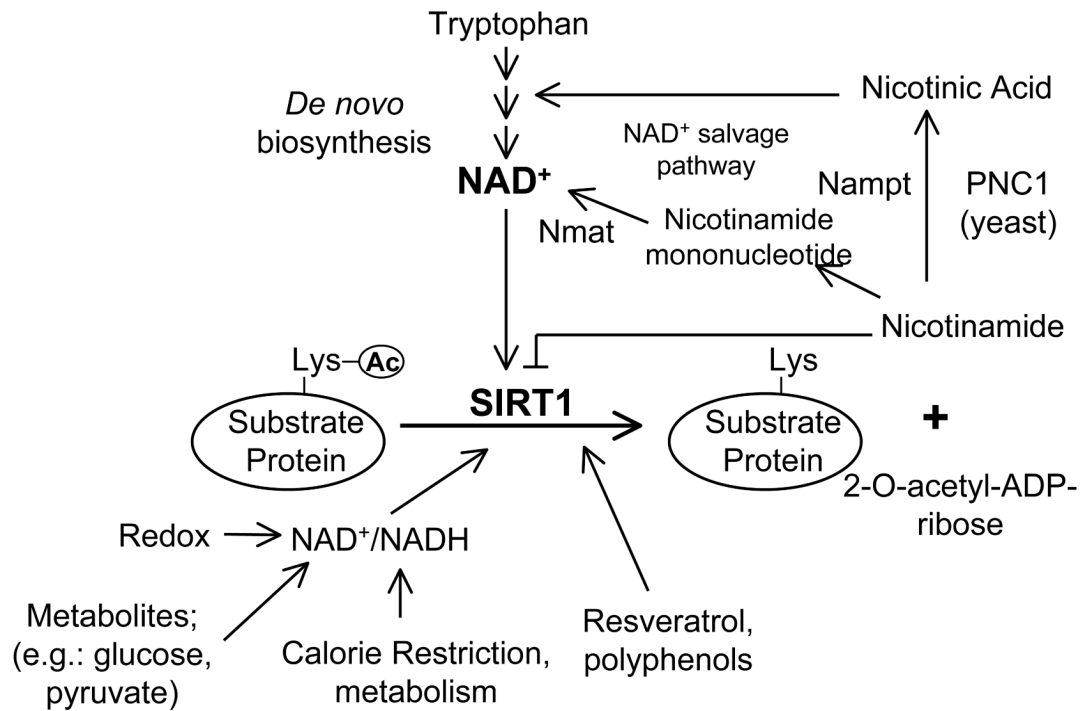 Tryptophan
De novo
biosynthesis
Nicotinic Acid
NAD⁺ salvage
pathway
NAD⁺
Nampt
PNC1
(yeast)
Nmat
Nicotinamide
mononucleotide
Nicotinamide
Lys
Ac
Substrate
Protein
SIRT1
Lys
Substrate
Protein
+
2-O-acetyl-ADP-
ribose
Redox
NAD⁺/NADH
Metabolites;
(e.g.: glucose,
pyruvate)
Calorie Restriction,
metabolism
Resveratrol,
polyphenols